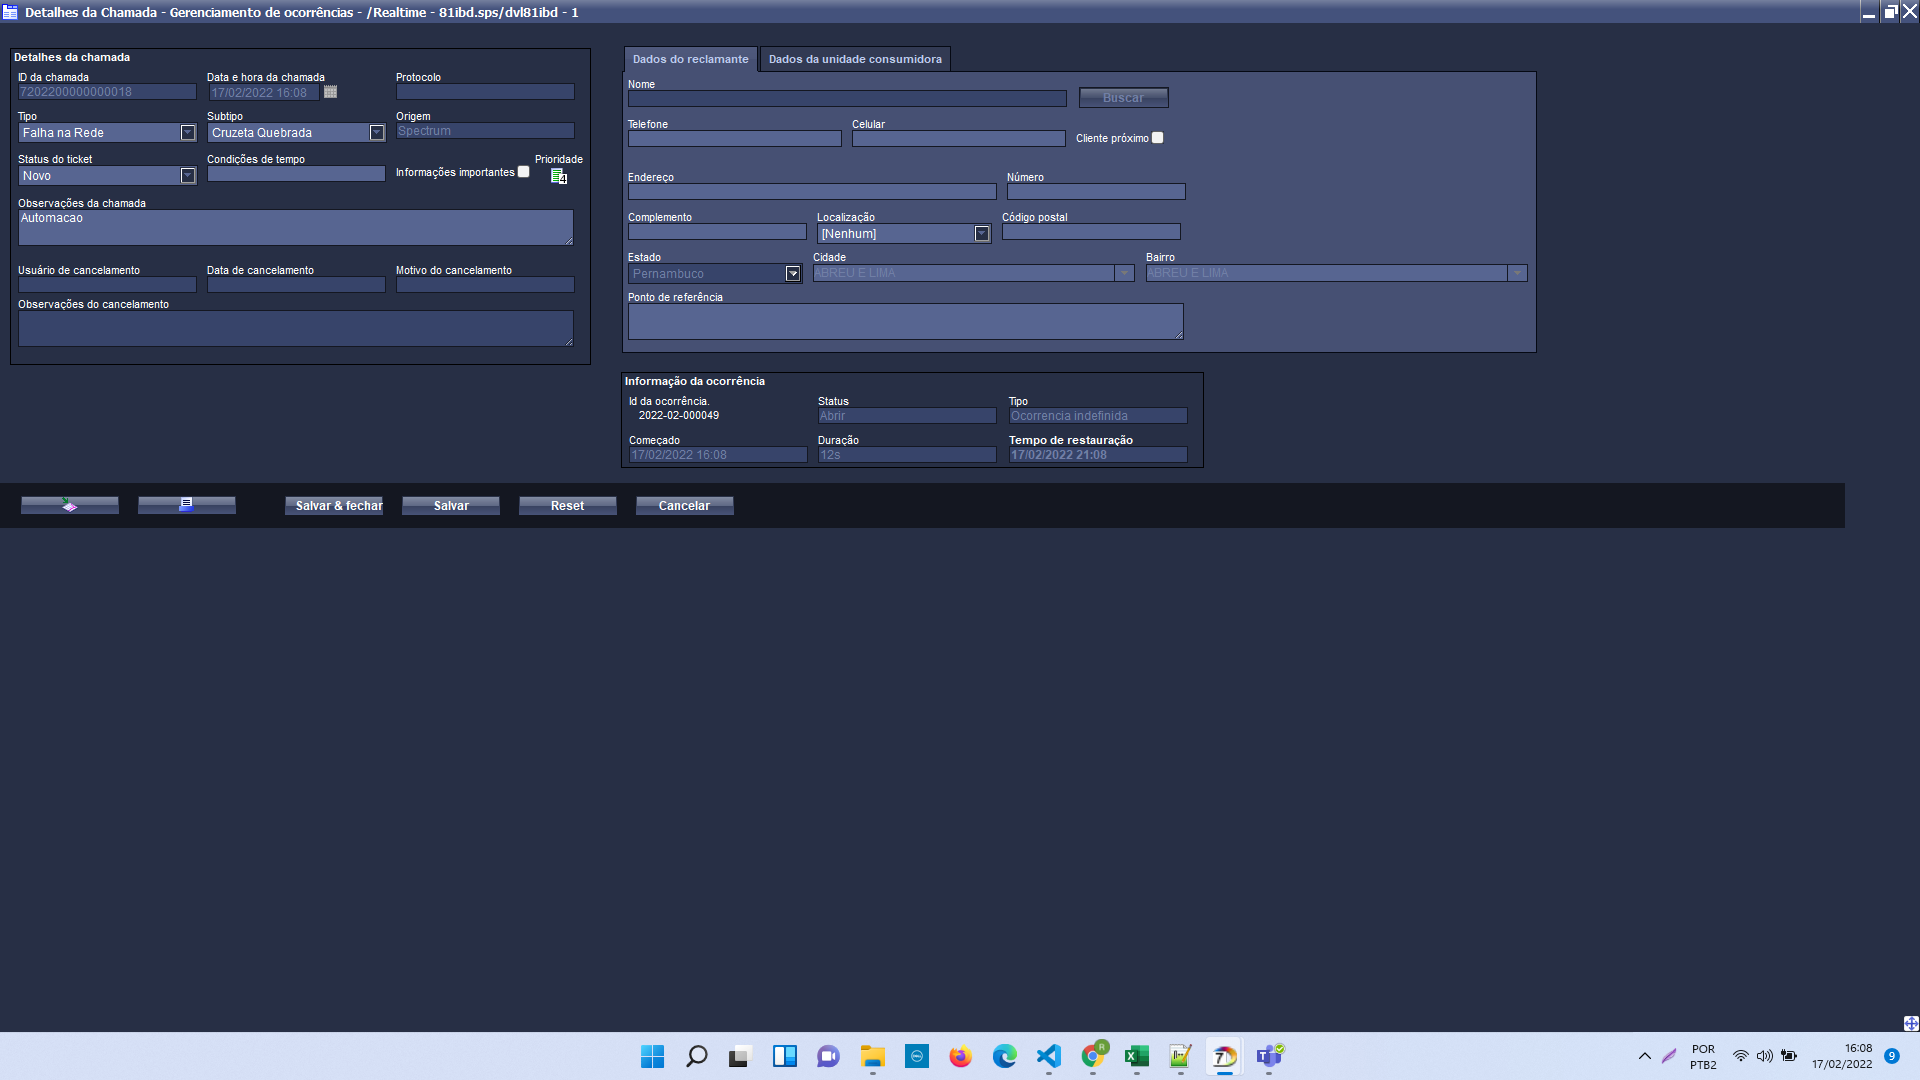 Detalhes da Chamada - Gerenciamento de ocorrências - /Realtime - 81ibd.sps/dvl81ibd - 1
Detalhes da chamada
ID da chamada
7202200000000018
Data e hora da chamada
17/02/2022 16:08
Protocolo
Tipo
Falha na Rede
Subtipo
Cruzeta Quebrada
Origem
Spectrum
Status do ticket
Novo
Condições de tempo
Informações importantes
Prioridade
4
Observações da chamada
Automacao
Usuário de cancelamento
Data de cancelamento
Motivo do cancelamento
Observações do cancelamento
Dados do reclamante
Dados da unidade consumidora
Nome
Buscar
Telefone
Celular
Cliente próximo
Endereço
Número
Complemento
Localização
[Nenhum]
Código postal
Estado
Pernambuco
Cidade
ABREU E LIMA
Bairro
ABREU E LIMA
Ponto de referência
Informação da ocorrência
Id da ocorrência.
2022-02-000049
Status
Abrir
Tipo
Ocorrencia indefinida
Começado
17/02/2022 16:08
Duração
12s
Tempo de restauração
17/02/2022 21:08
Salvar & fechar
Salvar
Reset
Cancelar
POR
PTB2
16:08
17/02/2022
9